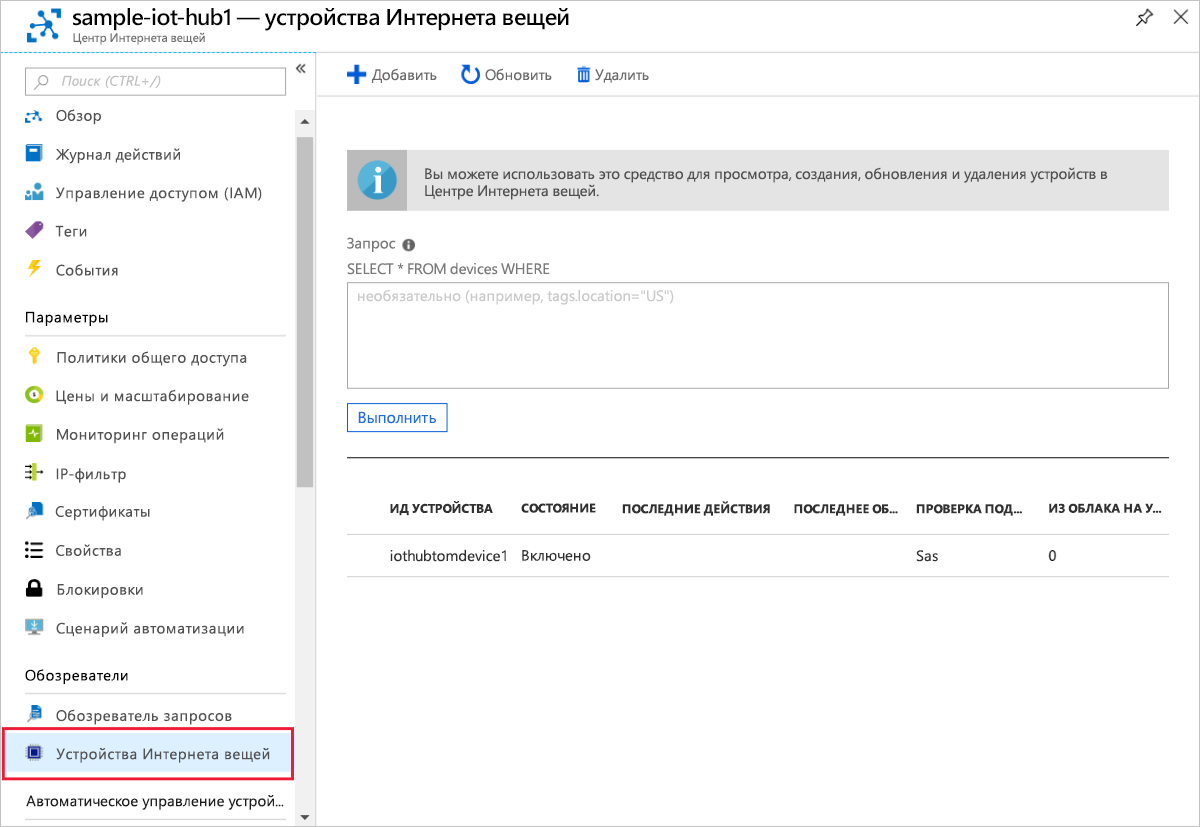 sample-iot-hub1 — устройства Интернета вещей
Центр Интернета вещей
Поиск (CTRL+/)
Обзор
Журнал действий
Управление доступом (IAM)
Теги
События
Параметры
Политики общего доступа
Цены и масштабирование
Мониторинг операций
IP-фильтр
Сертификаты
Свойства
Блокировки
Сценарий автоматизации
Обозреватели
Обозреватель запросов
Устройства Интернета вещей
Автоматическое управление устрой...
Добавить Обновить Удалить
Вы можете использовать это средство для просмотра, создания, обновления и удаления устройств в
Центре Интернета вещей.
Запрос
SELECT * FROM devices WHERE
необязательно (например, tags.location="US")
Выполнить
ИД УСТРОЙСТВА СОСТОЯНИЕ ПОСЛЕДНИЕ ДЕЙСТВИЯ ПОСЛЕДНЕЕ ОБ... ПРОВЕРКА ПОД... ИЗ ОБЛАКА НА У...
iothubtomdevice1 Включено Sas 0